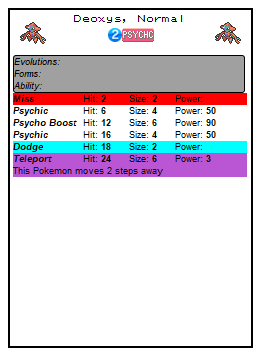 Deoxys, Normal
2 PSYCHC
Evolutions:
Forms:
Ability:
Miss Hit: 2 Size: 2 Power:
Psychic Hit: 6 Size: 4 Power: 50
Psycho Boost Hit: 12 Size: 6 Power: 90
Psychic Hit: 16 Size: 4 Power: 50
Dodge Hit: 18 Size: 2 Power:
Teleport Hit: 24 Size: 6 Power: 3
This Pokemon moves 2 steps away